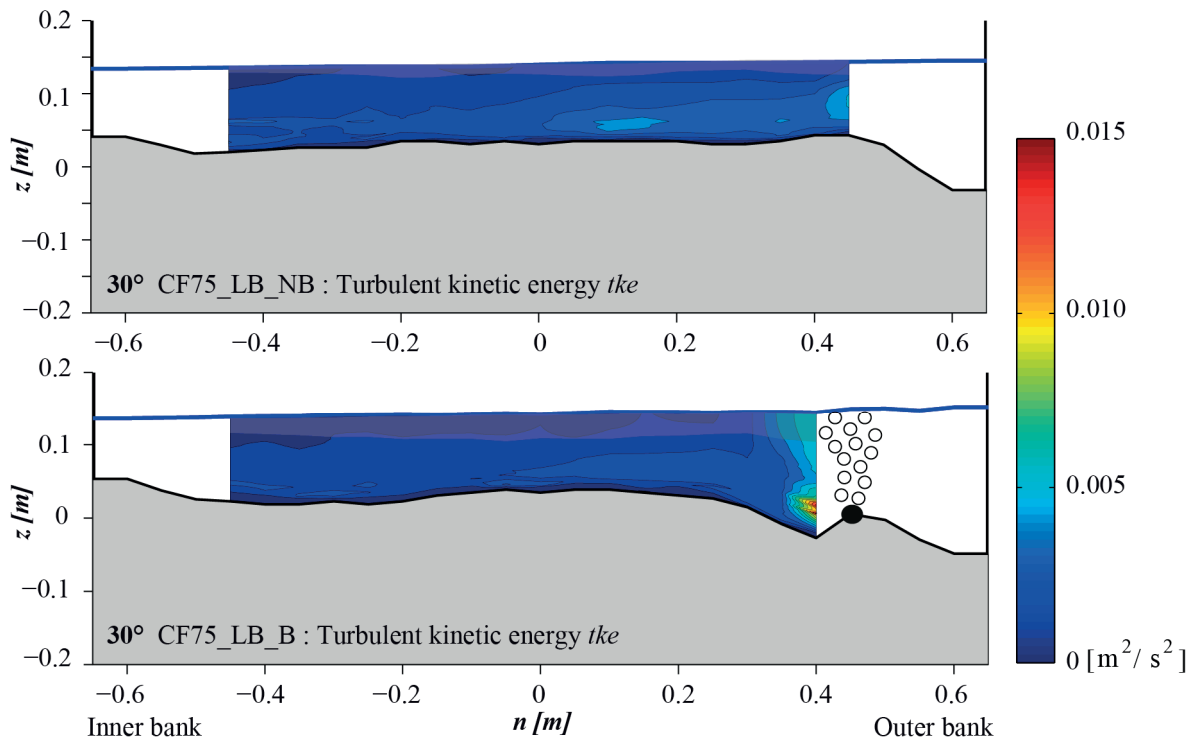 0.2
0.1
0
−0.1
−0.2
z [m]
30° CF75_LB_NB : Turbulent kinetic energy tke
−0.6 −0.4 −0.2 0 0.2 0.4 0.6
0.2
0.1
0
−0.1
−0.2
z [m]
30° CF75_LB_B : Turbulent kinetic energy tke
−0.6 −0.4 −0.2 0 0.2 0.4 0.6
Inner bank n [m] Outer bank
0.015
0.010
0.005
0 [m²/ s²]